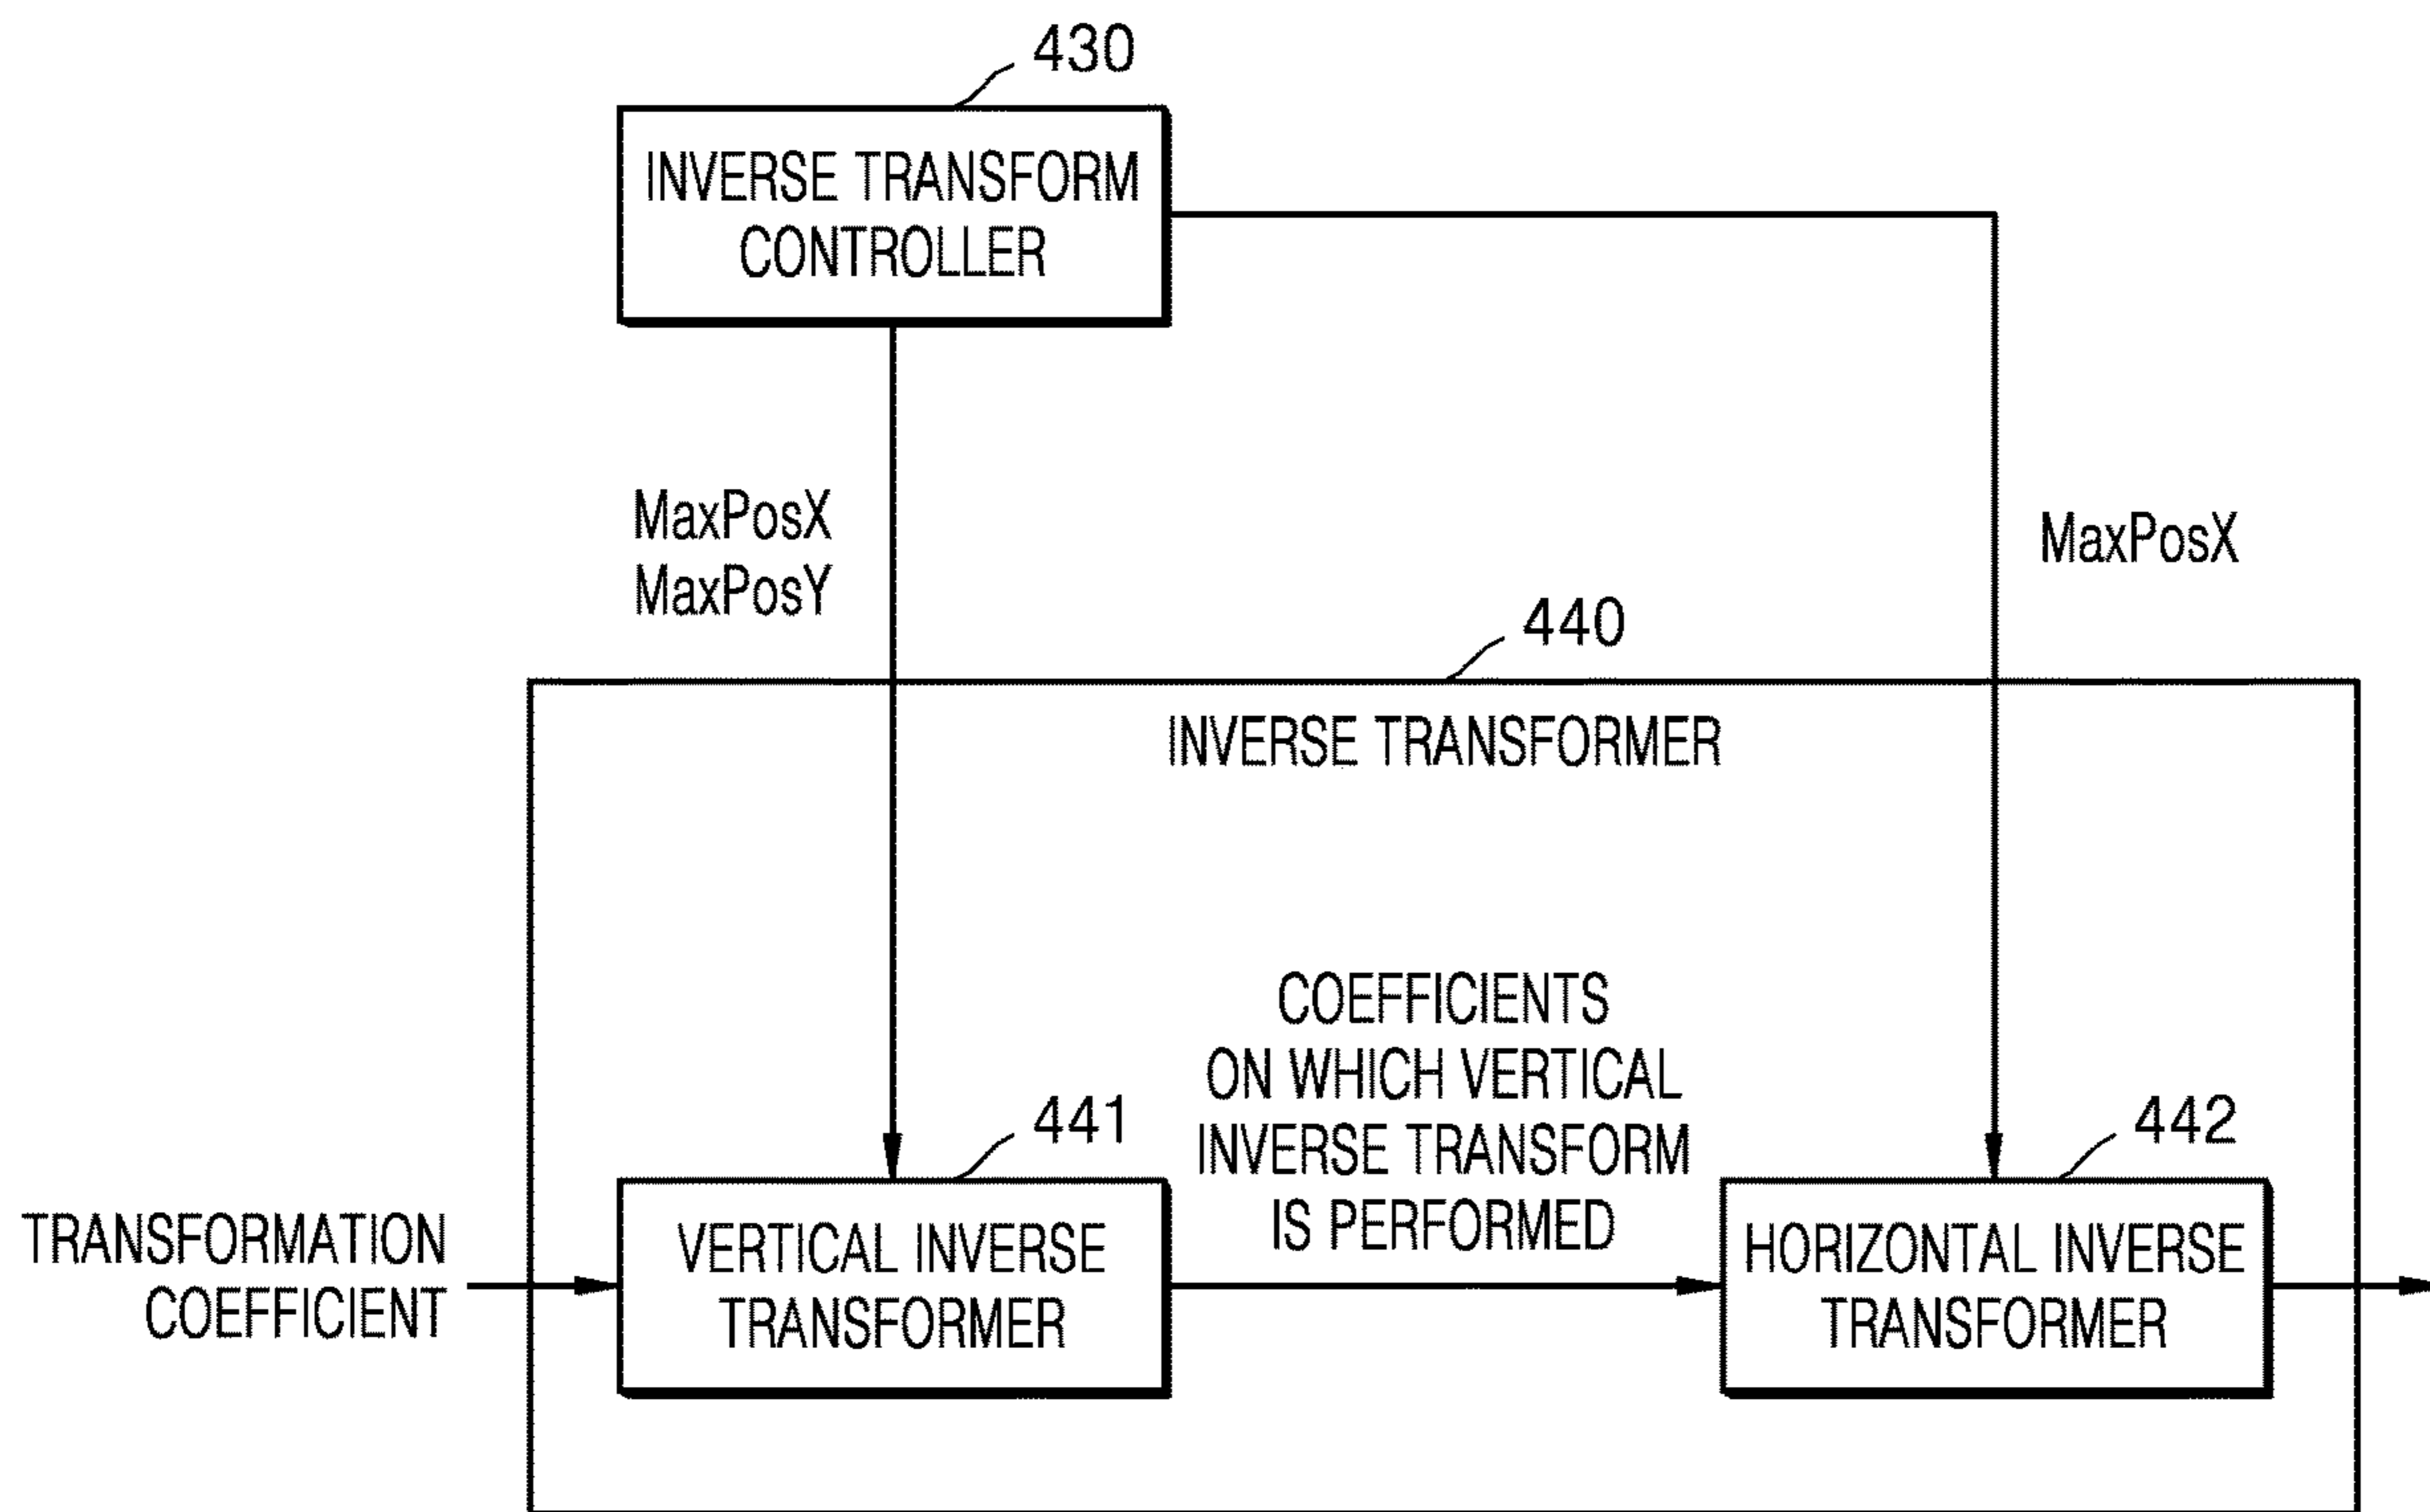 430
INVERSE TRANSFORM
CONTROLLER
MaxPosX
MaxPosY
MaxPosX
440
INVERSE TRANSFORMER
COEFFICIENTS
ON WHICH VERTICAL
INVERSE TRANSFORM
IS PERFORMED
441
442
TRANSFORMATION
COEFFICIENT
VERTICAL INVERSE
TRANSFORMER
HORIZONTAL INVERSE
TRANSFORMER